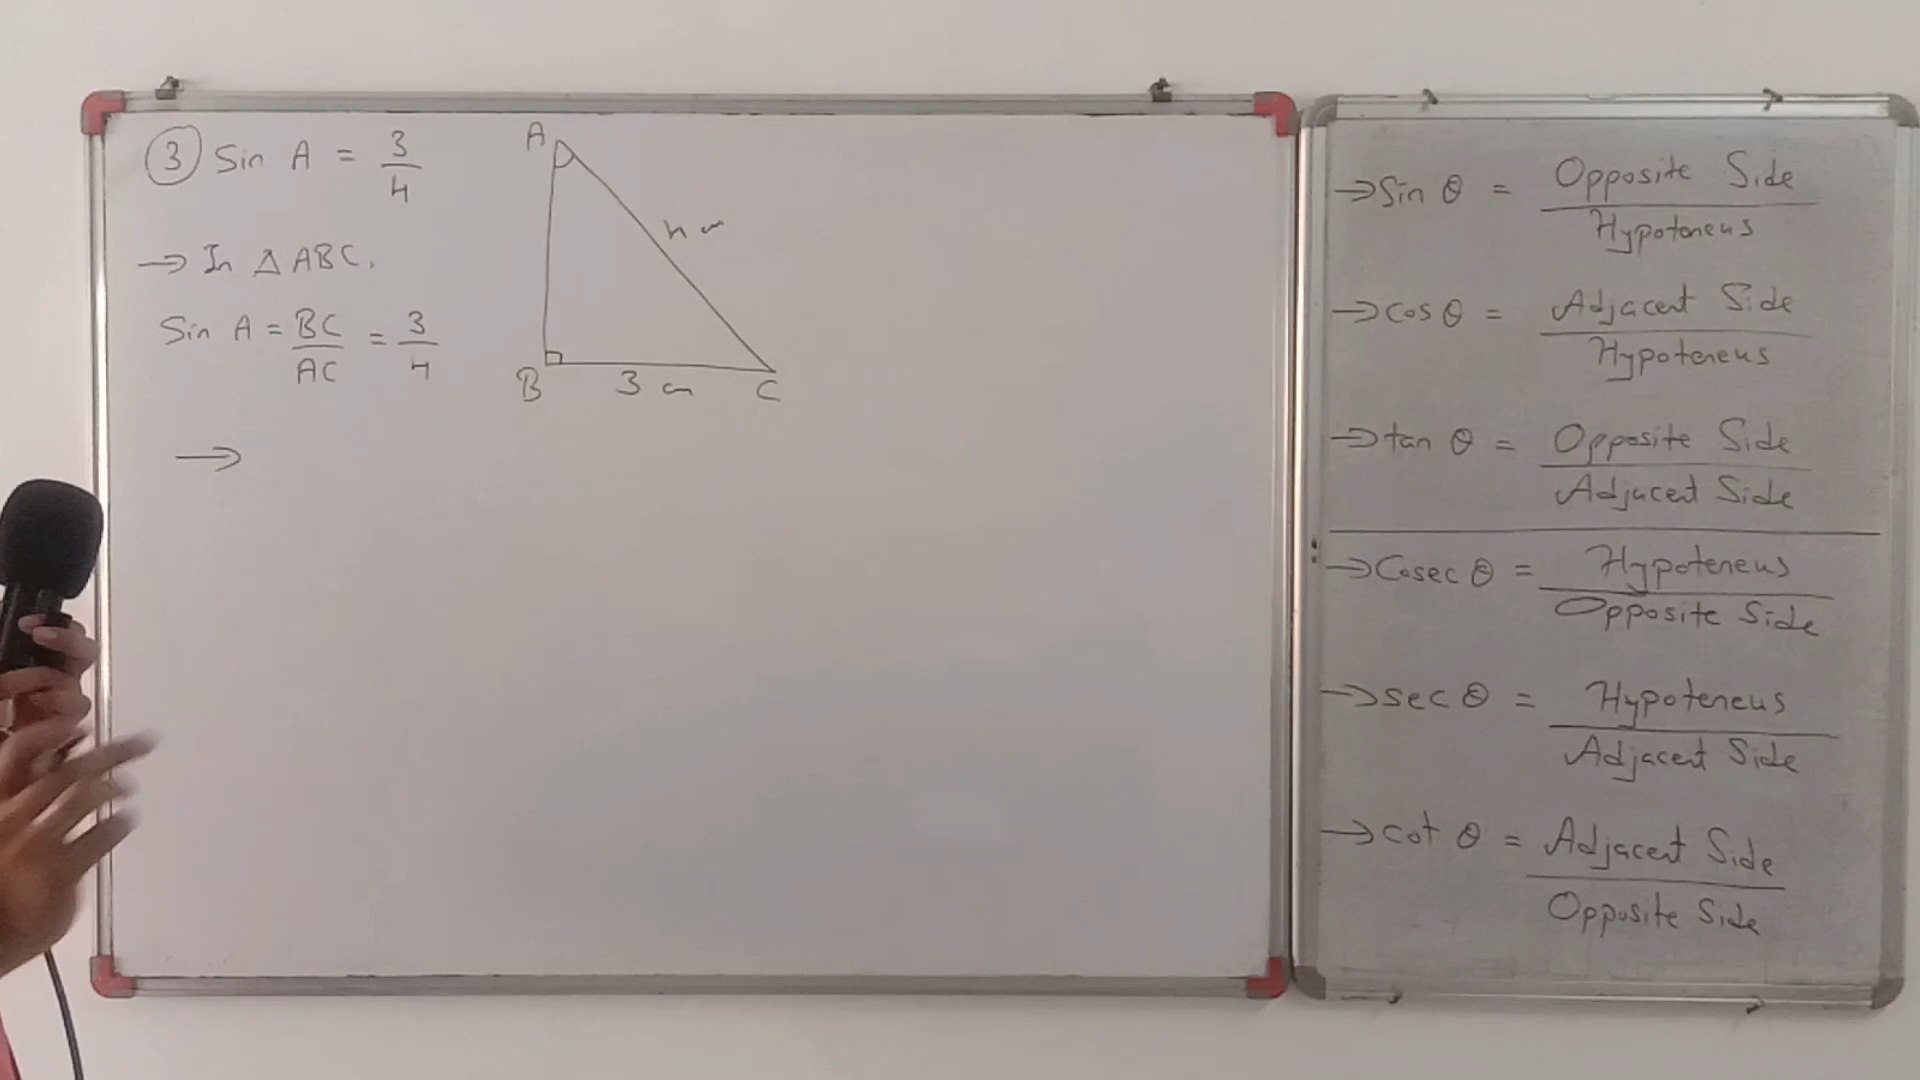 ③ Sin A = 3/4
→ In Δ ABC.
Sin A = BC/AC = 3/4
→
A
4 cm
B 3 cm C
→ Sin θ = Opposite Side / Hypoteneus
→ cos θ = Adjacent Side / Hypoteneus
→ tan θ = Opposite Side / Adjacent Side
→ Cosec θ = Hypoteneus / Opposite Side
→ sec θ = Hypoteneus / Adjacent Side
→ cot θ = Adjacent Side / Opposite Side